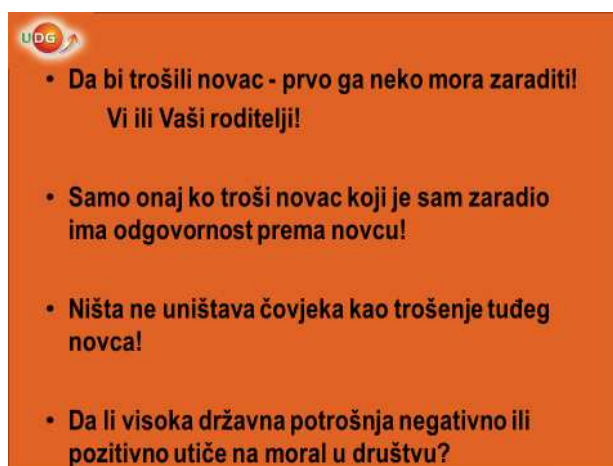 UDG
• Da bi trošili novac - prvo ga neko mora zaraditi!
Vi ili Vaši roditelji!
• Samo onaj ko troši novac koji je sam zaradio
ima odgovornost prema novcu!
• Ništa ne uništava čovjeka kao trošenje tuđeg
novca!
• Da li visoka državna potrošnja negativno ili
pozitivno utiče na moral u društvu?